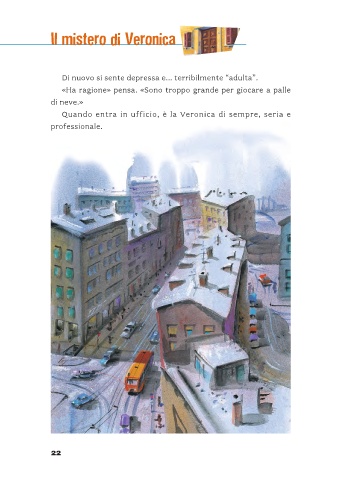 Il mistero di Veronica
Di nuovo si sente depressa e... terribilmente “adulta”.
«Ha ragione» pensa. «Sono troppo grande per giocare a palle
di neve.»
Quando entra in ufficio, è la Veronica di sempre, seria e
professionale.
22